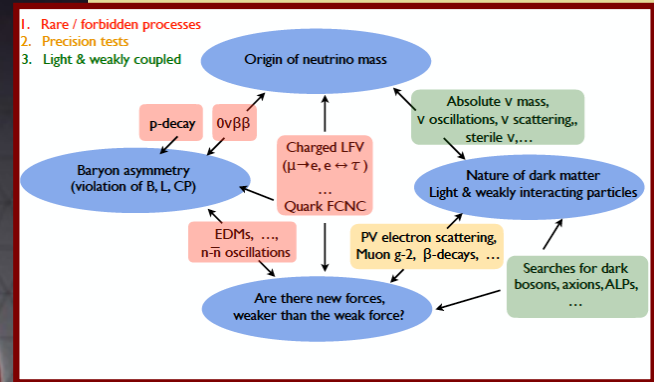 1. Rare / forbidden processes
2. Precision tests
3. Light & weakly coupled
Origin of neutrino mass
p-decay
0νββ
Charged LFV
(μ→e, e ↔ τ )
...
Quark FCNC
Absolute ν mass,
ν oscillations, ν scattering,,
sterile ν,...
Baryon asymmetry
(violation of B, L, CP)
Nature of dark matter
Light & weakly interacting particles
EDMs, ...,
n-n̅ oscillations
PV electron scattering,
Muon g-2, β-decays, ...
Searches for dark
bosons, axions, ALPs,
...
Are there new forces,
weaker than the weak force?